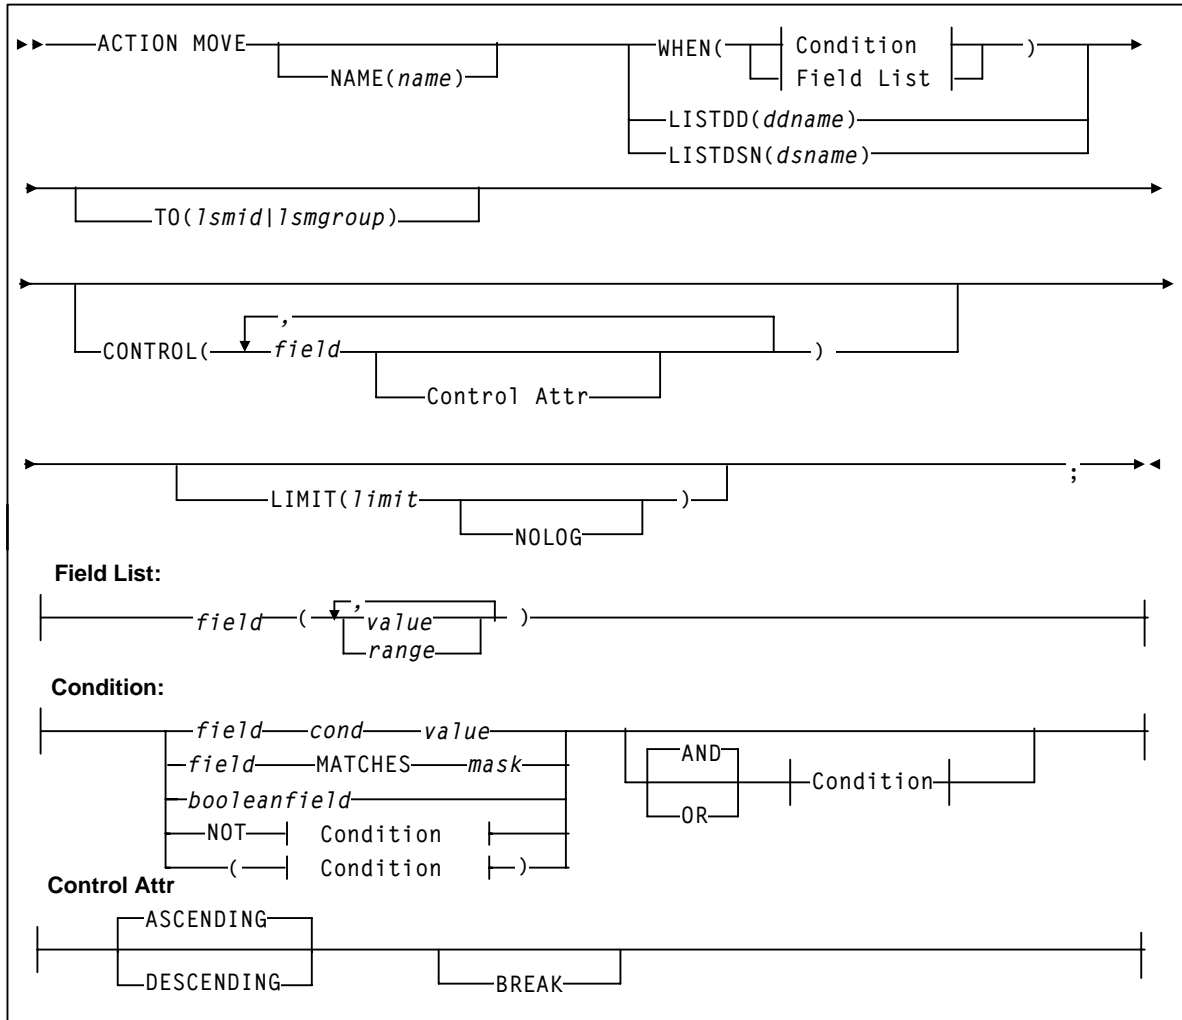 ACTION MOVE WHEN( Condition )
NAME(name) Field List
LISTDD(ddname)
LISTDSN(dsname)
TO(lsmid|lsmgroup)
,
CONTROL( field )
Control Attr
;
LIMIT(limit )
NOLOG
Field List:
,
field ( value )
range
Condition:
field cond value
field MATCHES mask AND
booleanfield Condition
NOT Condition OR
( Condition )
Control Attr
ASCENDING
DESCENDING BREAK